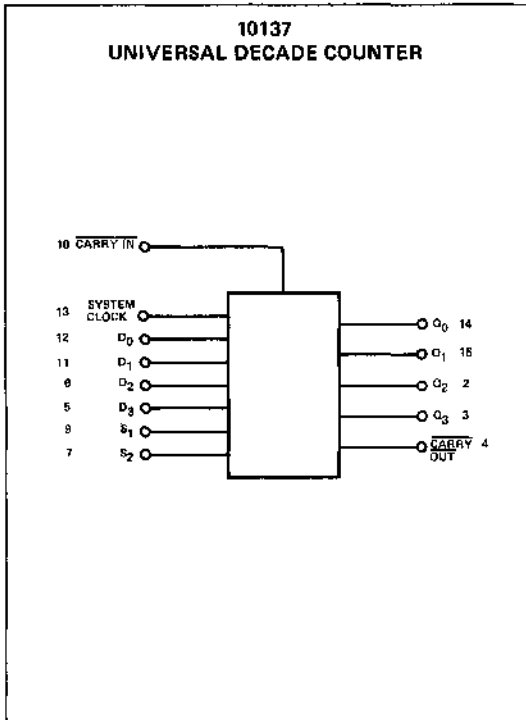 10137
UNIVERSAL DECADE COUNTER
10 CARRY IN
13 SYSTEM CLOCK
12 D0
11 D1
6 D2
5 D3
9 S1
7 S2
Q0 14
Q1 15
Q2 2
Q3 3
CARRY OUT 4